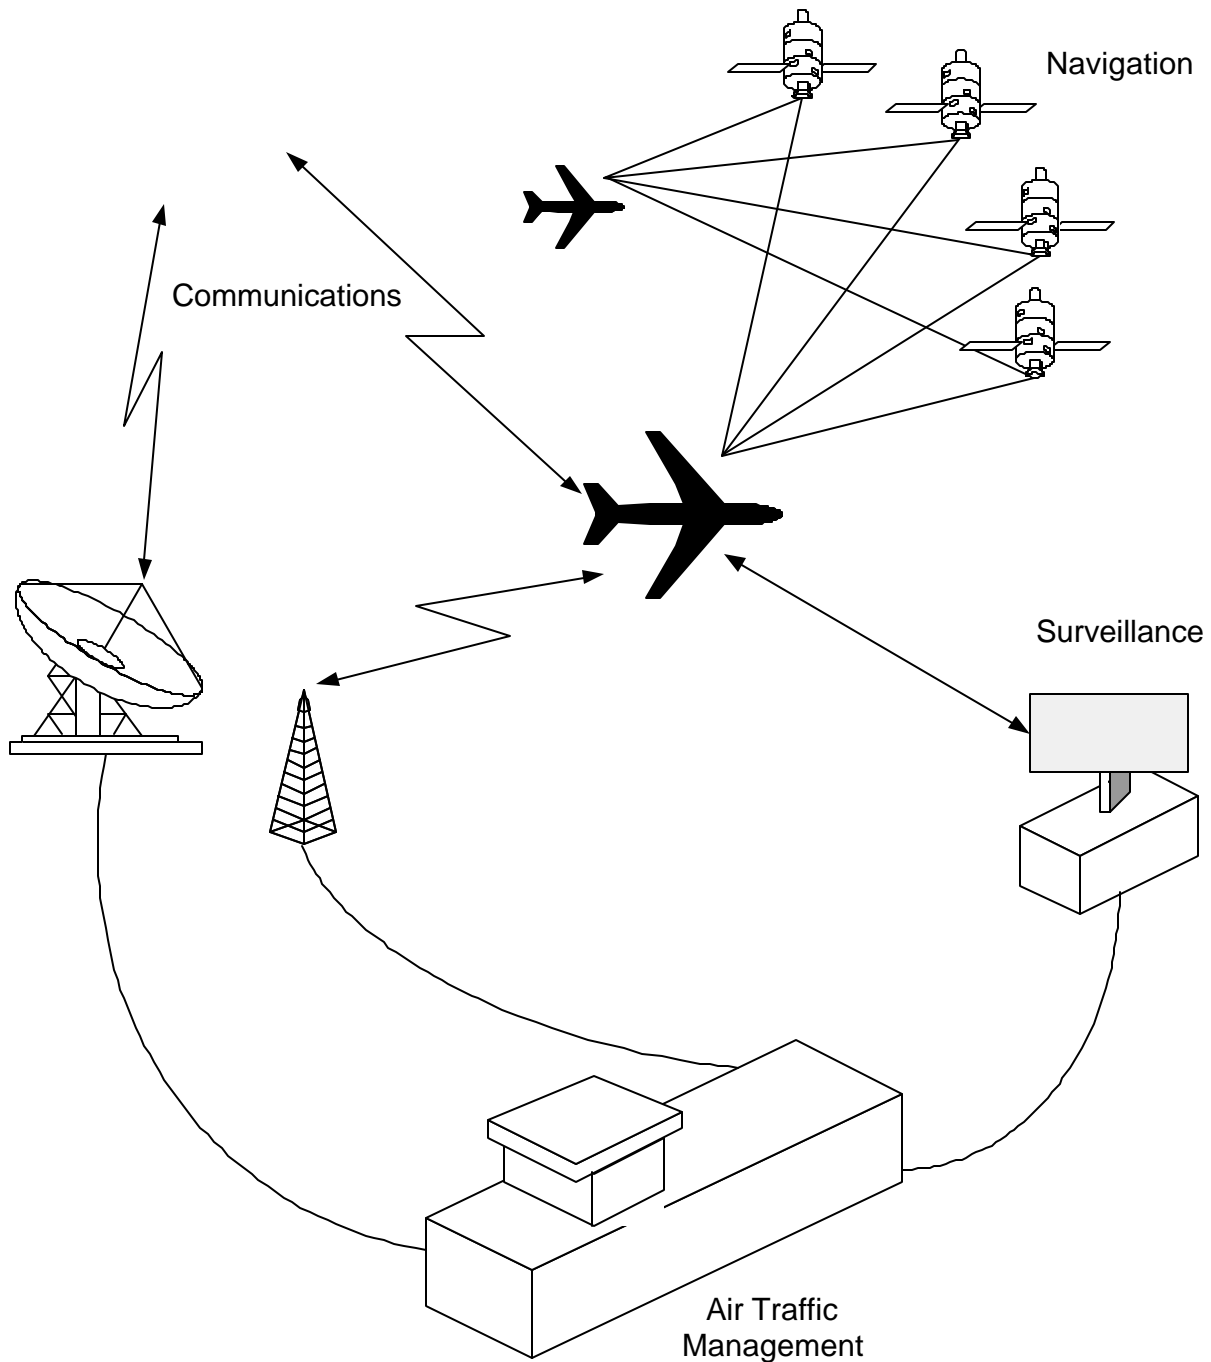 Navigation
Communications
Surveillance
Air Traffic
Management